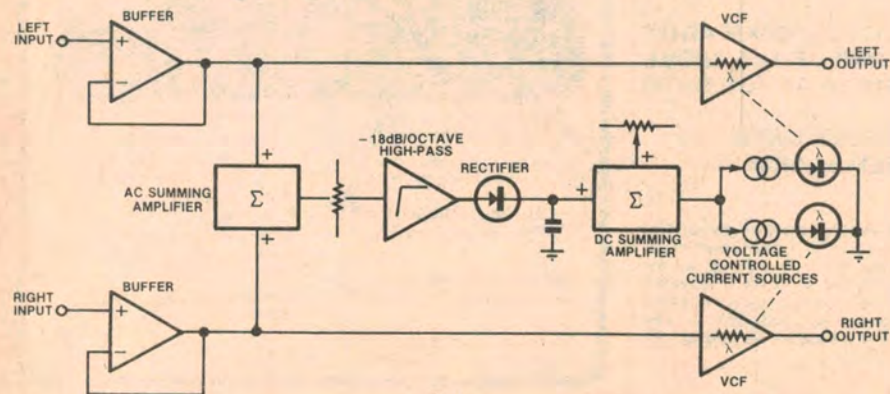 BUFFER
LEFT
INPUT
+
−
VCF
λ
LEFT
OUTPUT
+
AC SUMMING
AMPLIFIER
Σ
+
−18dB/OCTAVE
HIGH-PASS
RECTIFIER
+
+
Σ
DC SUMMING
AMPLIFIER
λ
λ
VOLTAGE
CONTROLLED
CURRENT SOURCES
BUFFER
RIGHT
INPUT
+
−
λ
VCF
RIGHT
OUTPUT